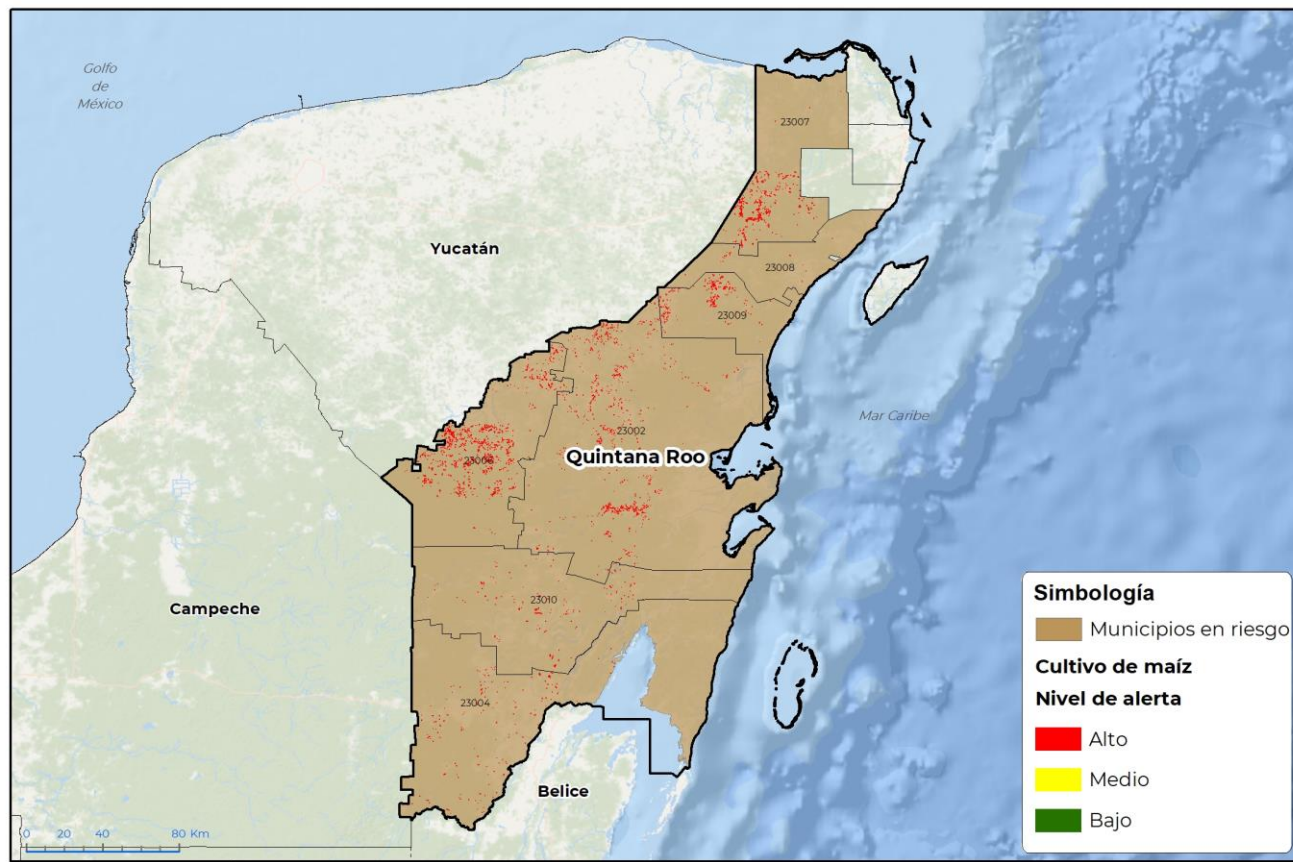 Golfo
de
México
23007
Yucatán
23008
23009
Mar Caribe
23002
Quintana Roo
23006
23010
Campeche
23004
Belice
0 20 40 80 Km
Simbología
Municipios en riesgo
Cultivo de maíz
Nivel de alerta
Alto
Medio
Bajo